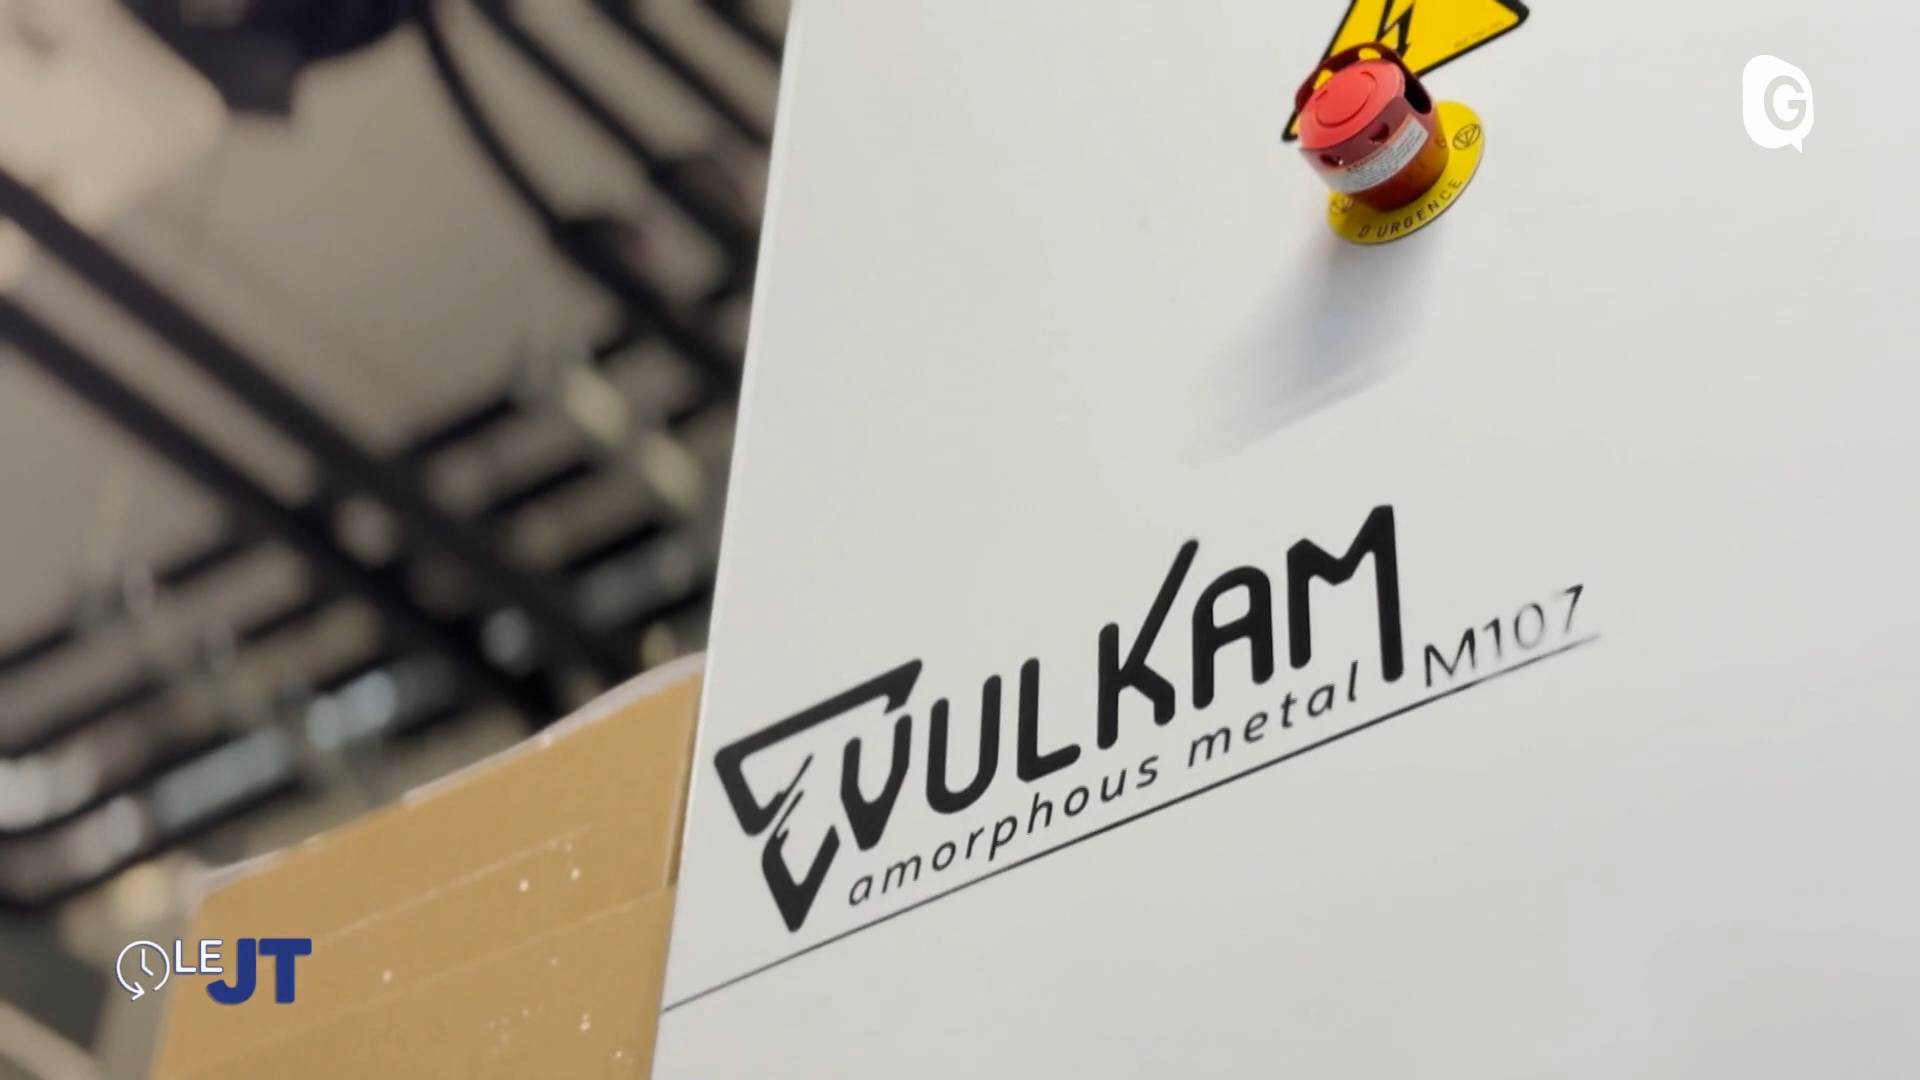 G
D'URGENCE
VULKAM
amorphous metal M107
LE JT